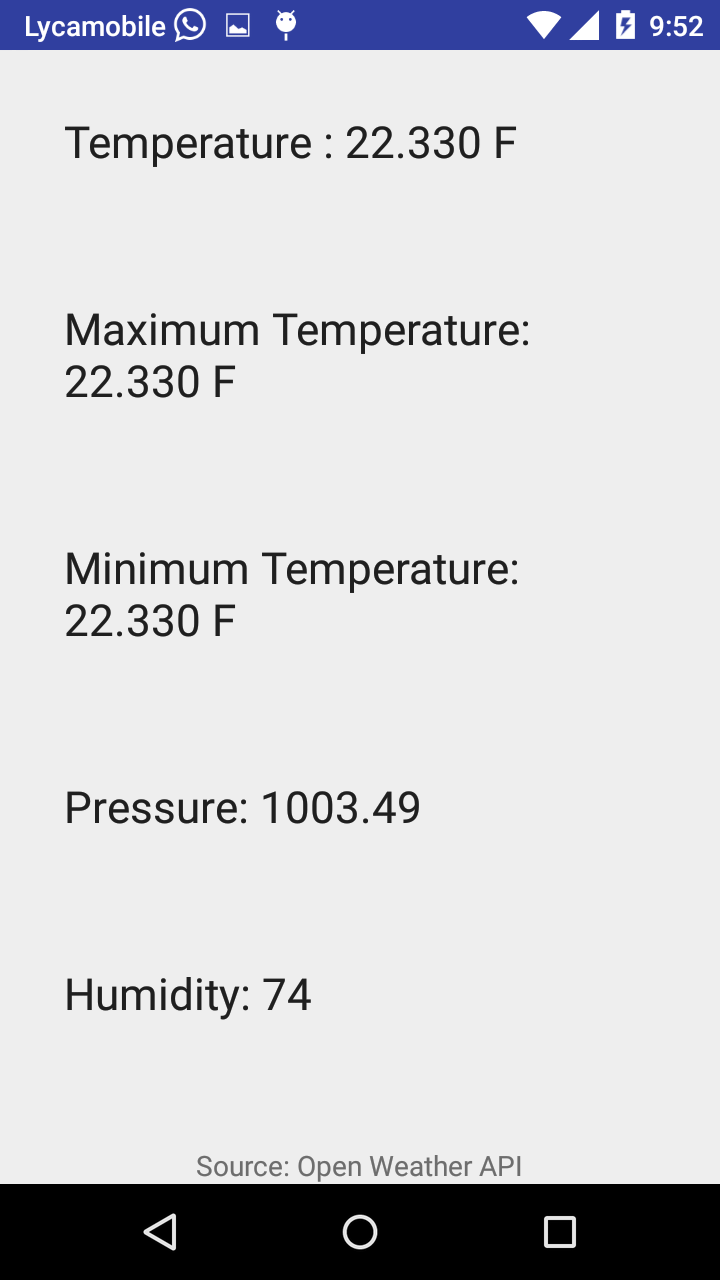 Lycamobile 9:52
Temperature : 22.330 F
Maximum Temperature:
22.330 F
Minimum Temperature:
22.330 F
Pressure: 1003.49
Humidity: 74
Source: Open Weather API